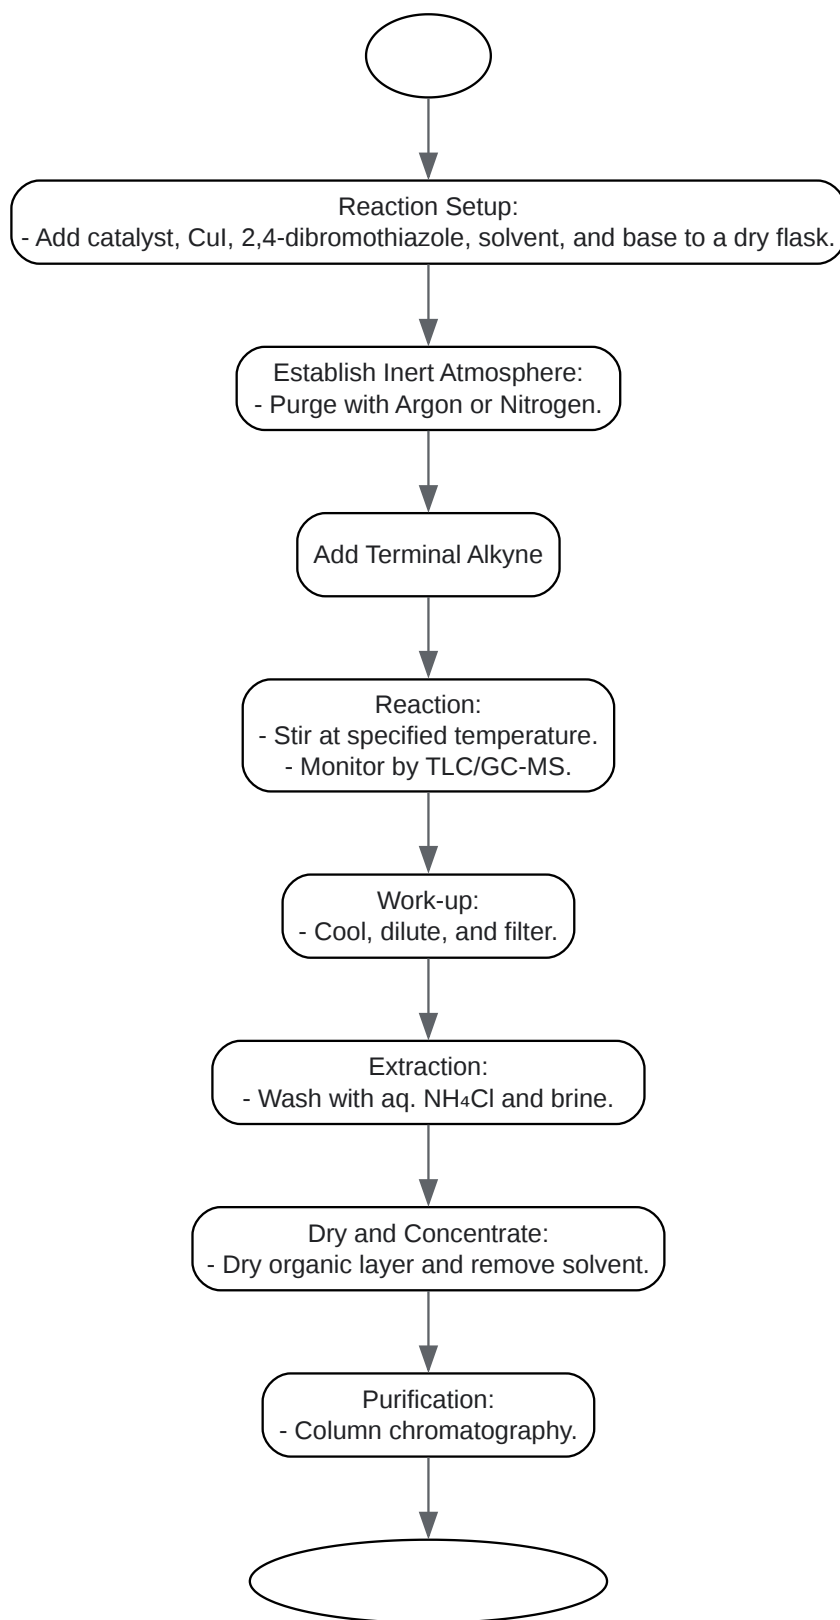 Reaction Setup:
- Add catalyst, CuI, 2,4-dibromothiazole, solvent, and base to a dry flask.
Establish Inert Atmosphere:
- Purge with Argon or Nitrogen.
Add Terminal Alkyne
Reaction:
- Stir at specified temperature.
- Monitor by TLC/GC-MS.
Work-up:
- Cool, dilute, and filter.
Extraction:
- Wash with aq. NH₄Cl and brine.
Dry and Concentrate:
- Dry organic layer and remove solvent.
Purification:
- Column chromatography.